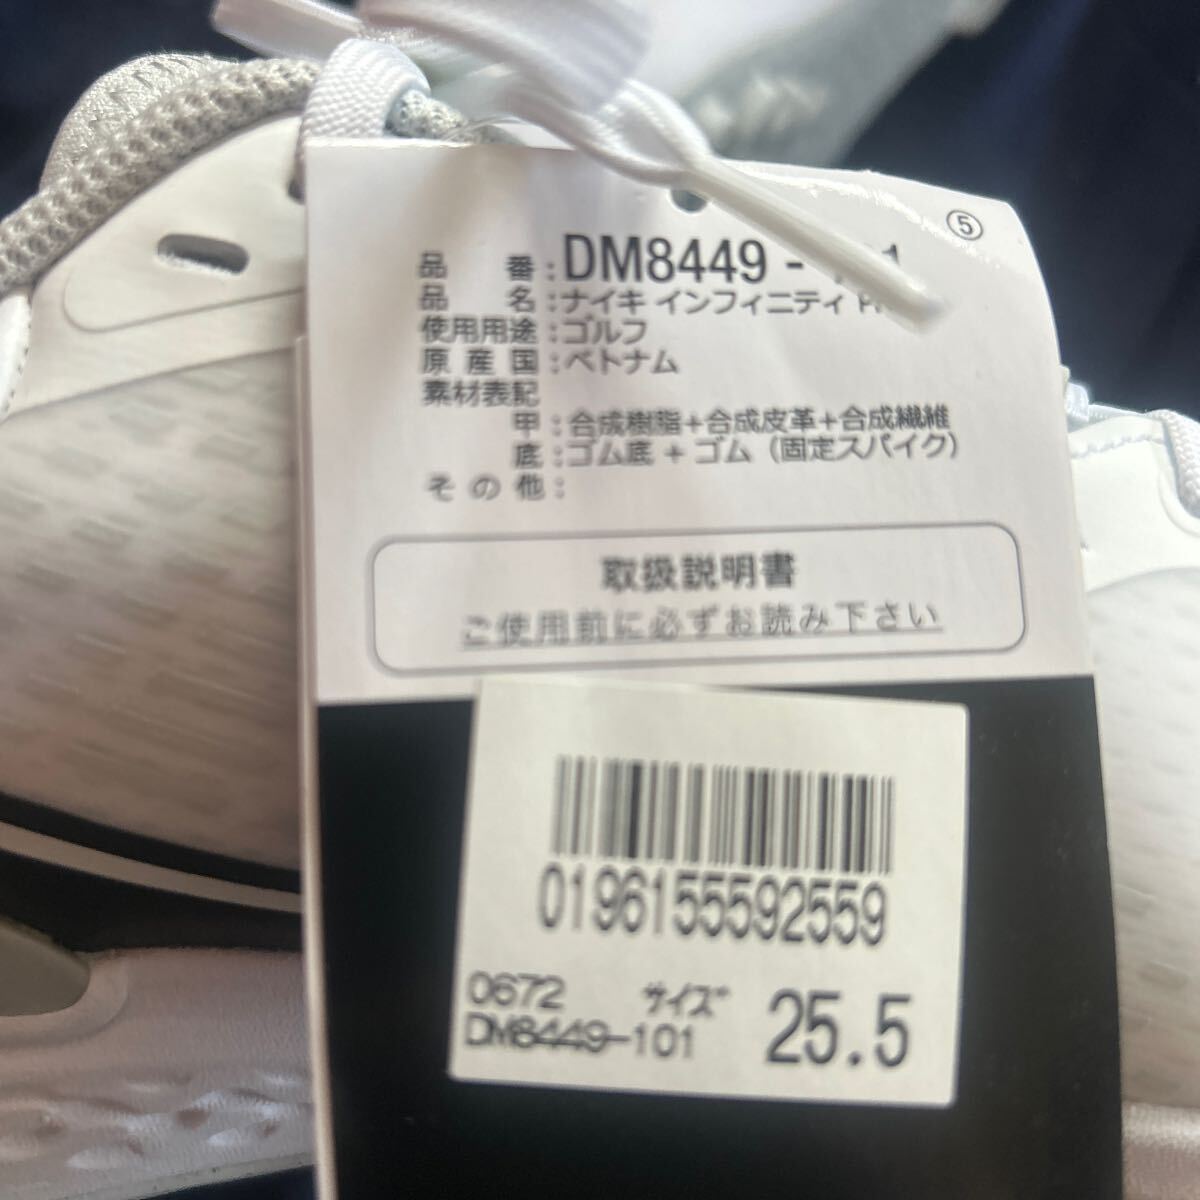 ⑤
品番:DM8449-
品名:ナイキ インフィニティ
使用用途:ゴルフ
原産国:ベトナム
素材表記
甲:合成樹脂+合成皮革+合成繊維
底:ゴム底+ゴム(固定スパイク)
その他:
取扱説明書
ご使用前に必ずお読み下さい
0196155592559
0672 サイズ 25.5
DM8449-101